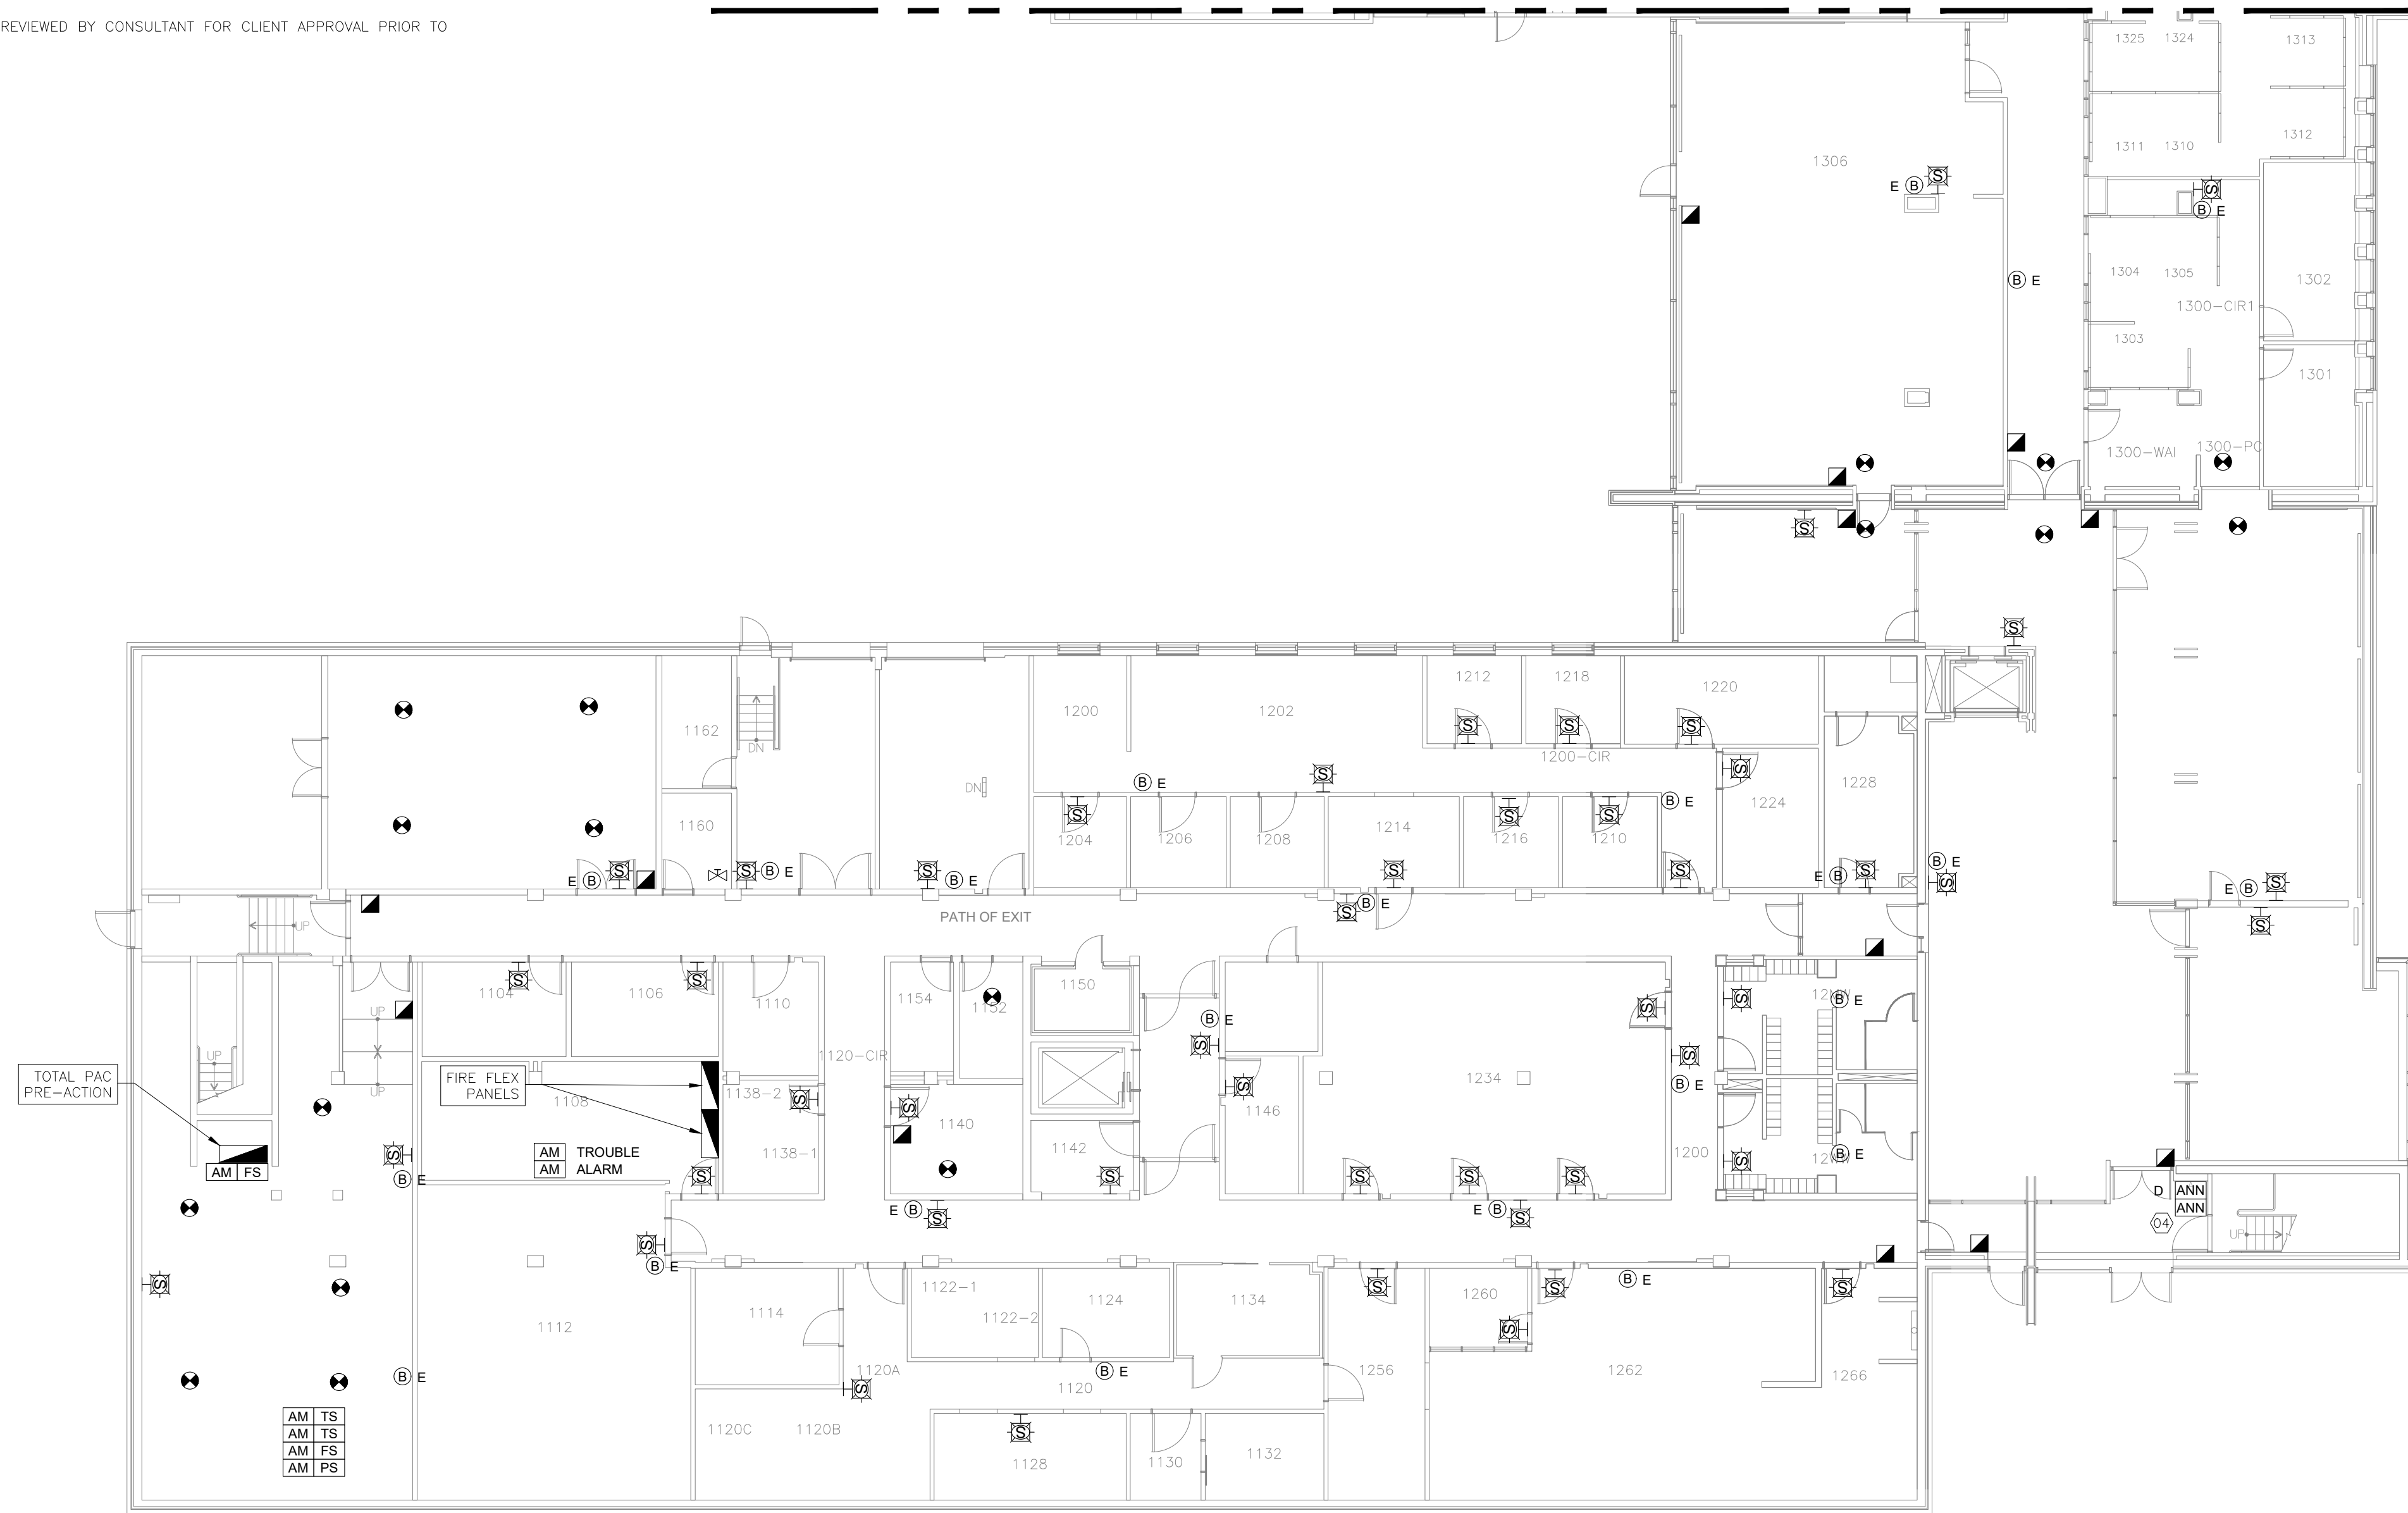 REVIEWED BY CONSULTANT FOR CLIENT APPROVAL PRIOR TO
1325 1324 1313
1311 1310 1312
1306
E B S
S
B E
B E
1304 1305 1302
1300-CIR1
1303
1301
1300-WAI 1300-PC
S
S
1212 1218 1220
1200 1202
1162
DN
S S S
1200-CIR
S
S
B E
DN
1228
B E
1224
S S S
1160
1204 1206 1208 1214 1216 1210
B E
E B S
S B E
S B E
S
S
E B S
S
E B S
B E
S
PATH OF EXIT
S
UP
S S
1104 1106 1110
1154 1152
1150
S
S
12MW
B E
UP
B E
S
S
UP
1120-CIR
TOTAL PAC
PRE-ACTION
FIRE FLEX
PANELS
1108
1138-2
S
S
1140
S
1146
1234
B E
UP
AM FS
S
B E
AM TROUBLE
AM ALARM
1138-1
S
1142
S
S S S
1200
S
B E
D ANN
ANN
04
UP
S
B E
E B S
E B S
S
1122-1
1122-2
1124
1134
S
1260
S
S
B E
S
1114
1112
B E
1120A
S
B E
1120
1256
1262
1266
AM TS
AM TS
AM FS
AM PS
1120C 1120B
S
1128
1130
1132